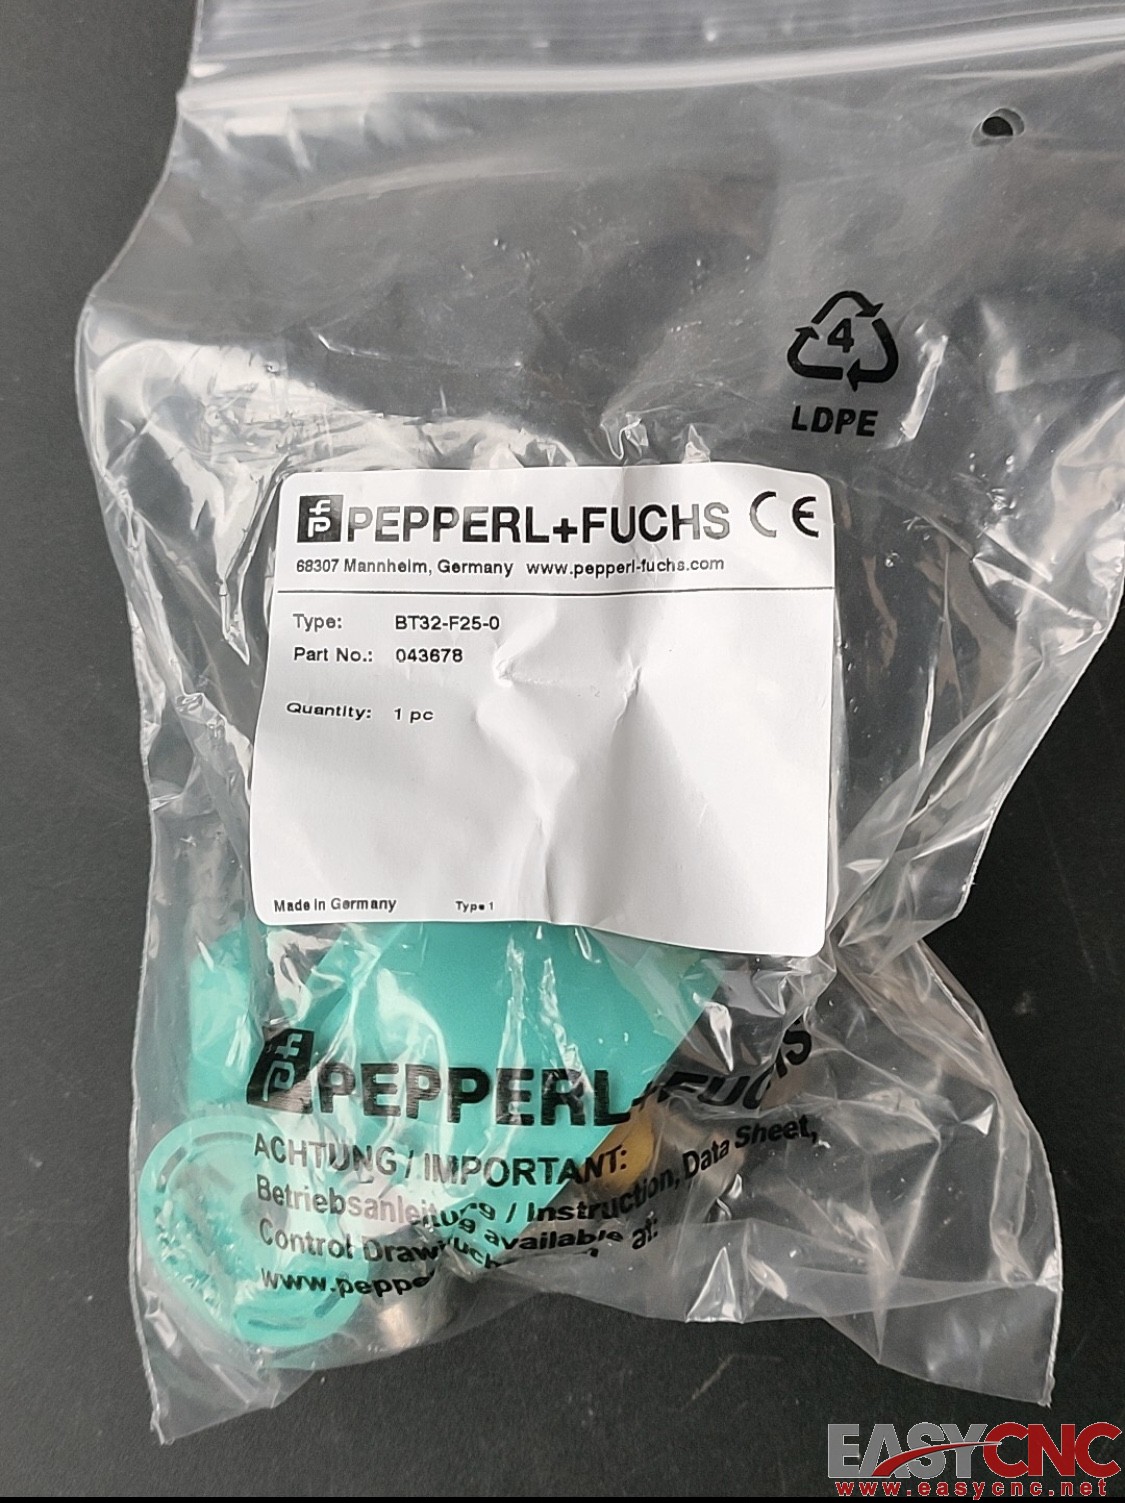 4
LDPE
PEPPERL+FUCHS CE
68307 Mannheim, Germany www.pepperl-fuchs.com
Type: BT32-F25-0
Part No.: 043678
Quantity: 1 pc
Made in Germany Type 1
PEPPERL+FUCHS
ACHTUNG / IMPORTANT:
Betriebsanleitung / Instruction, Data Sheet,
Control available at:
www.pepper
EASYCNC
www.easycnc.net